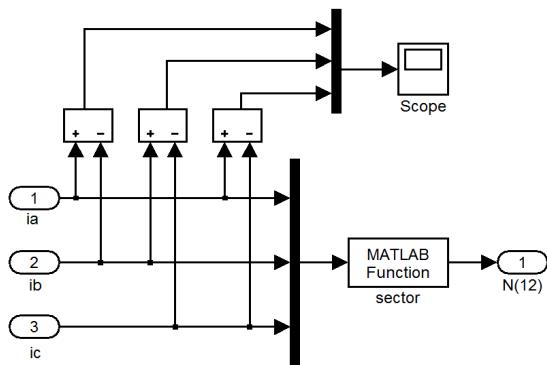 Scope
+ −
+ −
+ −
1
ia
2
ib
3
ic
MATLAB
Function
sector
1
N(12)